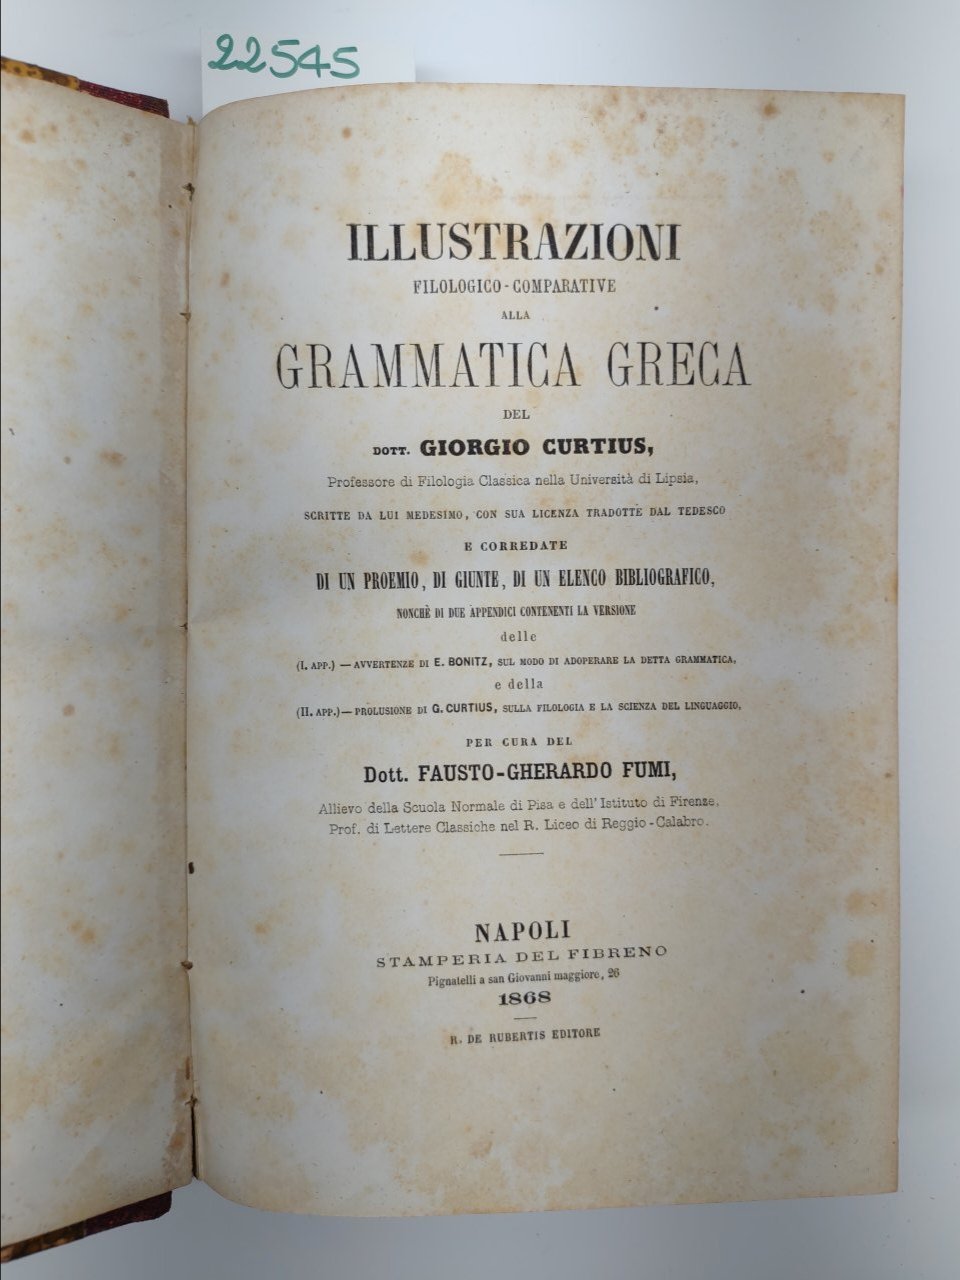 22545
ILLUSTRAZIONI
FILOLOGICO-COMPARATIVE
ALLA
GRAMMATICA GRECA
DEL
DOTT. GIORGIO CURTIUS,
Professore di Filologia Classica nella Università di Lipsia,
SCRITTE DA LUI MEDESIMO, CON SUA LICENZA TRADOTTE DAL TEDESCO
E CORREDATE
DI UN PROEMIO, DI GIUNTE, DI UN ELENCO BIBLIOGRAFICO,
NONCHÈ DI DUE APPENDICI CONTENENTI LA VERSIONE
delle
(I. APP.) — AVVERTENZE DI E. BONITZ, SUL MODO DI ADOPERARE LA DETTA GRAMMATICA,
e della
(II. APP.) — PROLUSIONE DI G. CURTIUS, SULLA FILOLOGIA E LA SCIENZA DEL LINGUAGGIO,
PER CURA DEL
Dott. FAUSTO-GHERARDO FUMI,
Allievo della Scuola Normale di Pisa e dell' Istituto di Firenze,
Prof. di Lettere Classiche nel R. Liceo di Reggio-Calabro.
NAPOLI
STAMPERIA DEL FIBRENO
Pignatelli a san Giovanni maggiore, 26
1868
R. DE RUBERTIS EDITORE